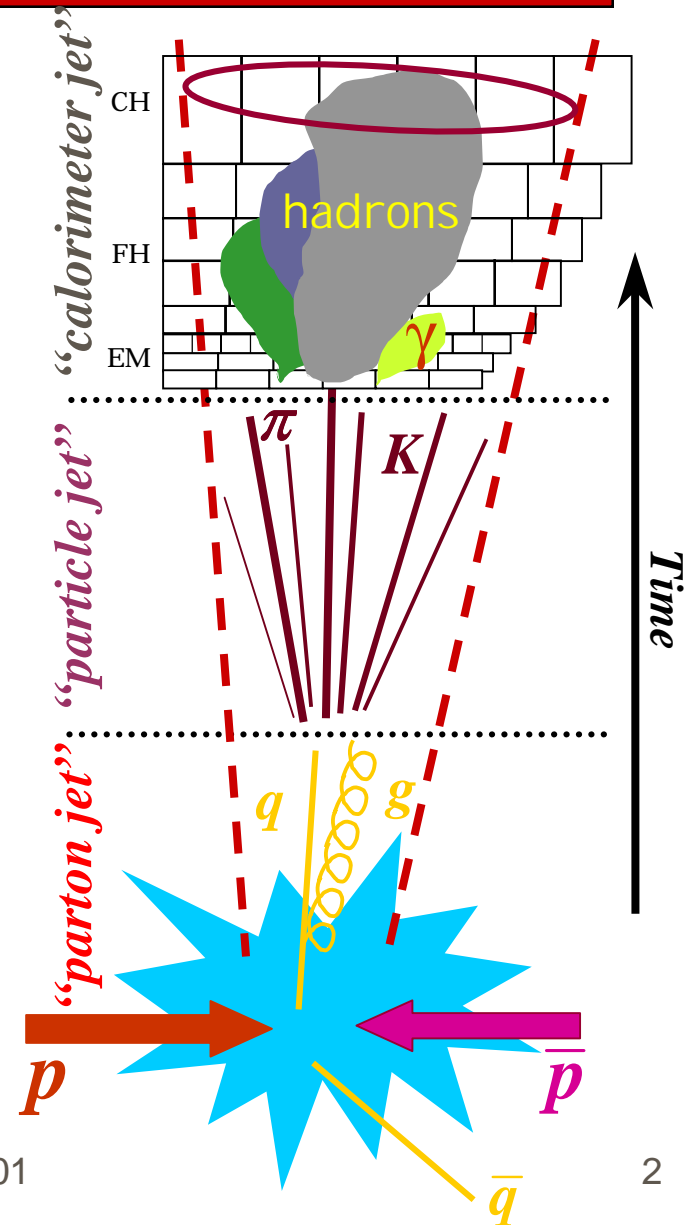 “calorimeter jet”
CH
hadrons
FH
γ
EM
π
K
“particle jet”
Time
q
g
“parton jet”
p
p̅
q̅
01
2